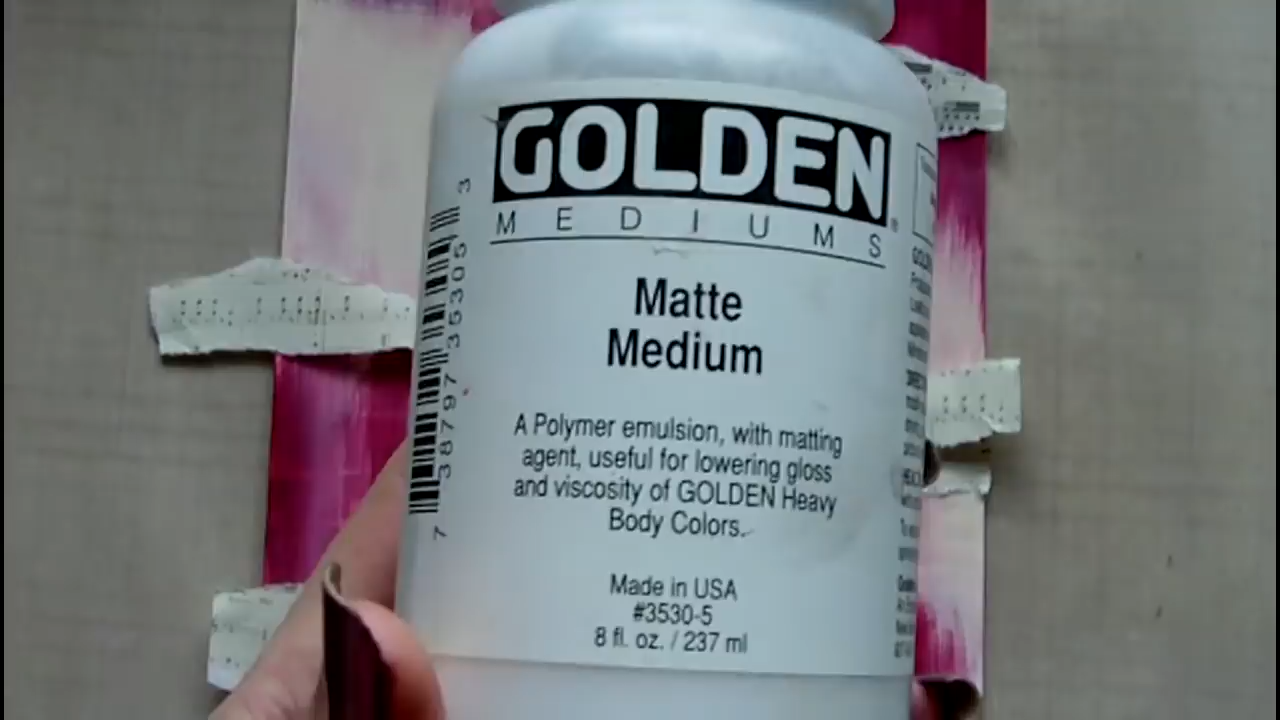 GOLDEN®
MEDIUMS
Matte
Medium
A Polymer emulsion, with matting
agent, useful for lowering gloss
and viscosity of GOLDEN Heavy
Body Colors.
Made in USA
#3530-5
8 fl. oz. / 237 ml
7 38797 35305 3